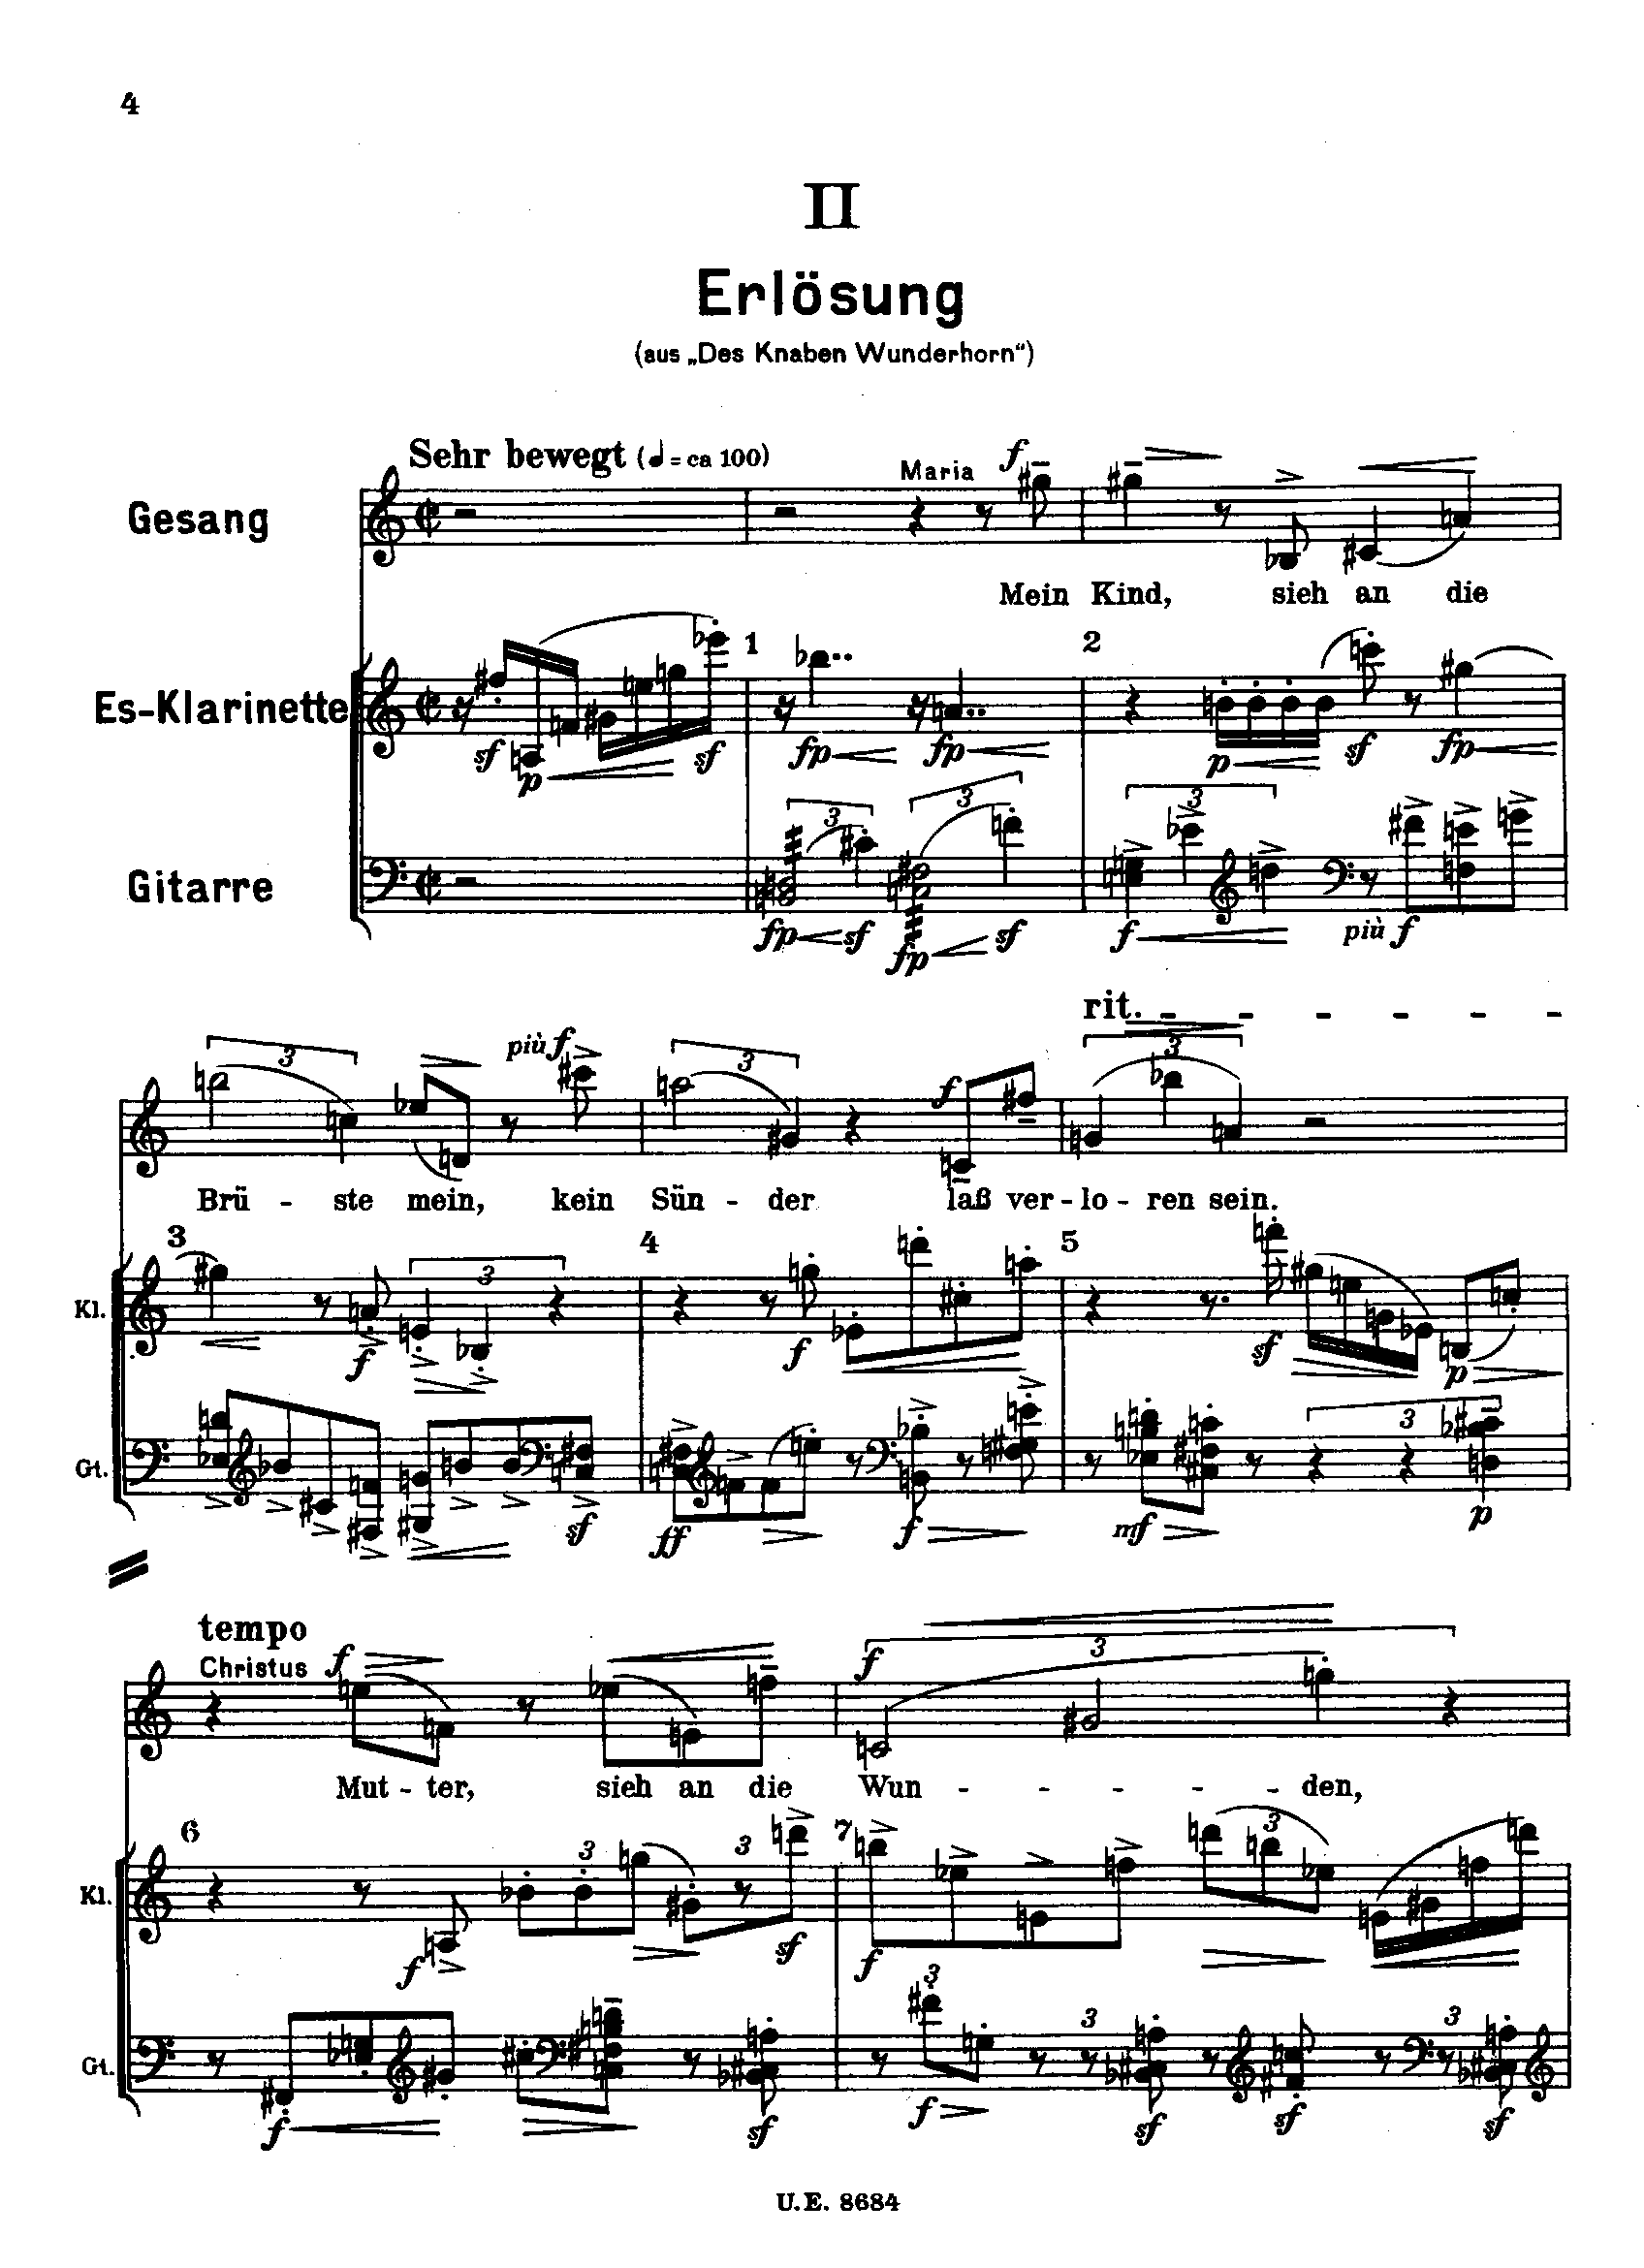 4
II
Erlösung
(aus „Des Knaben Wunderhorn“)
Sehr bewegt (♩= ca 100)
Maria f
Gesang
Mein Kind, sieh an die
1 2
Es-Klarinette
sf p sf fp fp p sf fp
3 3 3
Gitarre
fp sf fp sf f più f
rit.
3 più f 3 f 3
Brü - ste mein, kein Sün - der laß ver - lo - ren sein.
3 4 5
Kl.
3
f f sf p
Gt.
3
sf ff f mf p
tempo
Christus f f 3
Mut - ter, sieh an die Wun - - - - - den,
6 7
Kl.
3 3 3
f sf f
Gt.
3 3 3
f sf f sf sf sf
U.E. 8684